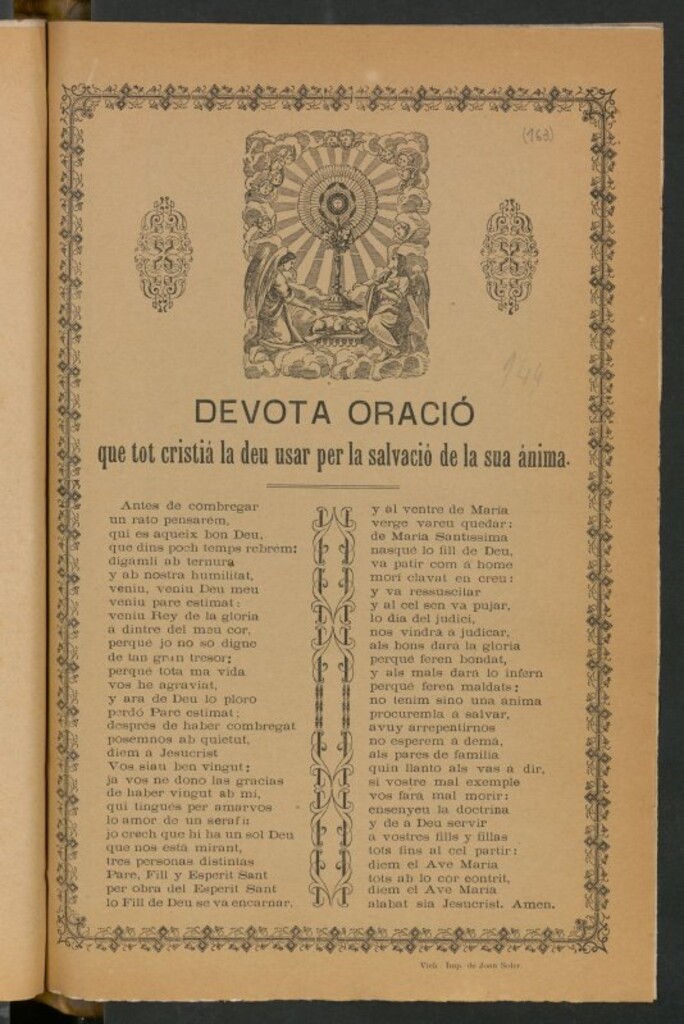 (163)
144
DEVOTA ORACIÓ
que tot cristiá la deu usar per la salvació de la sua ánima.
Antes de combregar
un rato pensarém,
qui es aqueix bon Deu,
que dins poch temps rebrem:
digamli ab ternura
y ab nostra humilitat,
veniu, veniu Deu meu
veniu pare estimat:
veniu Rey de la gloria
á dintre del meu cor,
perque jo no so digne
de tan gran tresor;
perque tota ma vida
vos he agraviat,
y ara de Deu lo ploro
perdó Pare estimat:
després de haber combregat
posemnos ab quietut,
diem á Jesucrist
Vos siau ben vingut;
ja vos ne dono las gracias
de haber vingut ab mi,
qui tingues per amarvos
lo amor de un serafi:
jo crech que hi ha un sol Deu
que nos está mirant,
tres personas distintas
Pare, Fill y Esperit Sant
per obra del Esperit Sant
lo Fill de Deu se va encarnar,
y al ventre de Maria
verge vareu quedar:
de Maria Santissima
nasqué lo fill de Deu,
va patir com á home
morí clavat en creu:
y va ressuscitar
y al cel sen va pujar,
lo dia del judici,
nos vindrá á judicar,
als bons dará la gloria
perqué feren bondat,
y als mals dará lo infern
perqué feren maldats;
no tenim sino una ánima
procuremla á salvar,
avuy arrepentirnos
no esperem á demá,
als pares de familia
quin llanto als vas á dir,
si vostre mal exemple
vos fará mal morir:
ensenyeu la doctrina
y de á Deu servir
á vostres fills y fillas
tots fins al cel partir:
diem el Ave Maria
tots ab lo cor contrit,
diem el Ave Maria
alabat sia Jesucrist. Amen.
Vich. Imp. de Joan Soler.